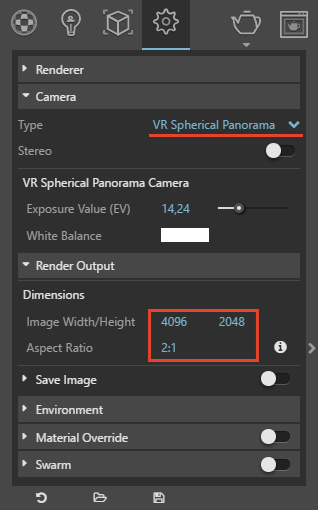 Renderer
Camera
Type VR Spherical Panorama
Stereo
VR Spherical Panorama Camera
Exposure Value (EV) 14,24
White Balance
Render Output
Dimensions
Image Width/Height 4096 2048
Aspect Ratio 2:1
Save Image
Environment
Material Override
Swarm